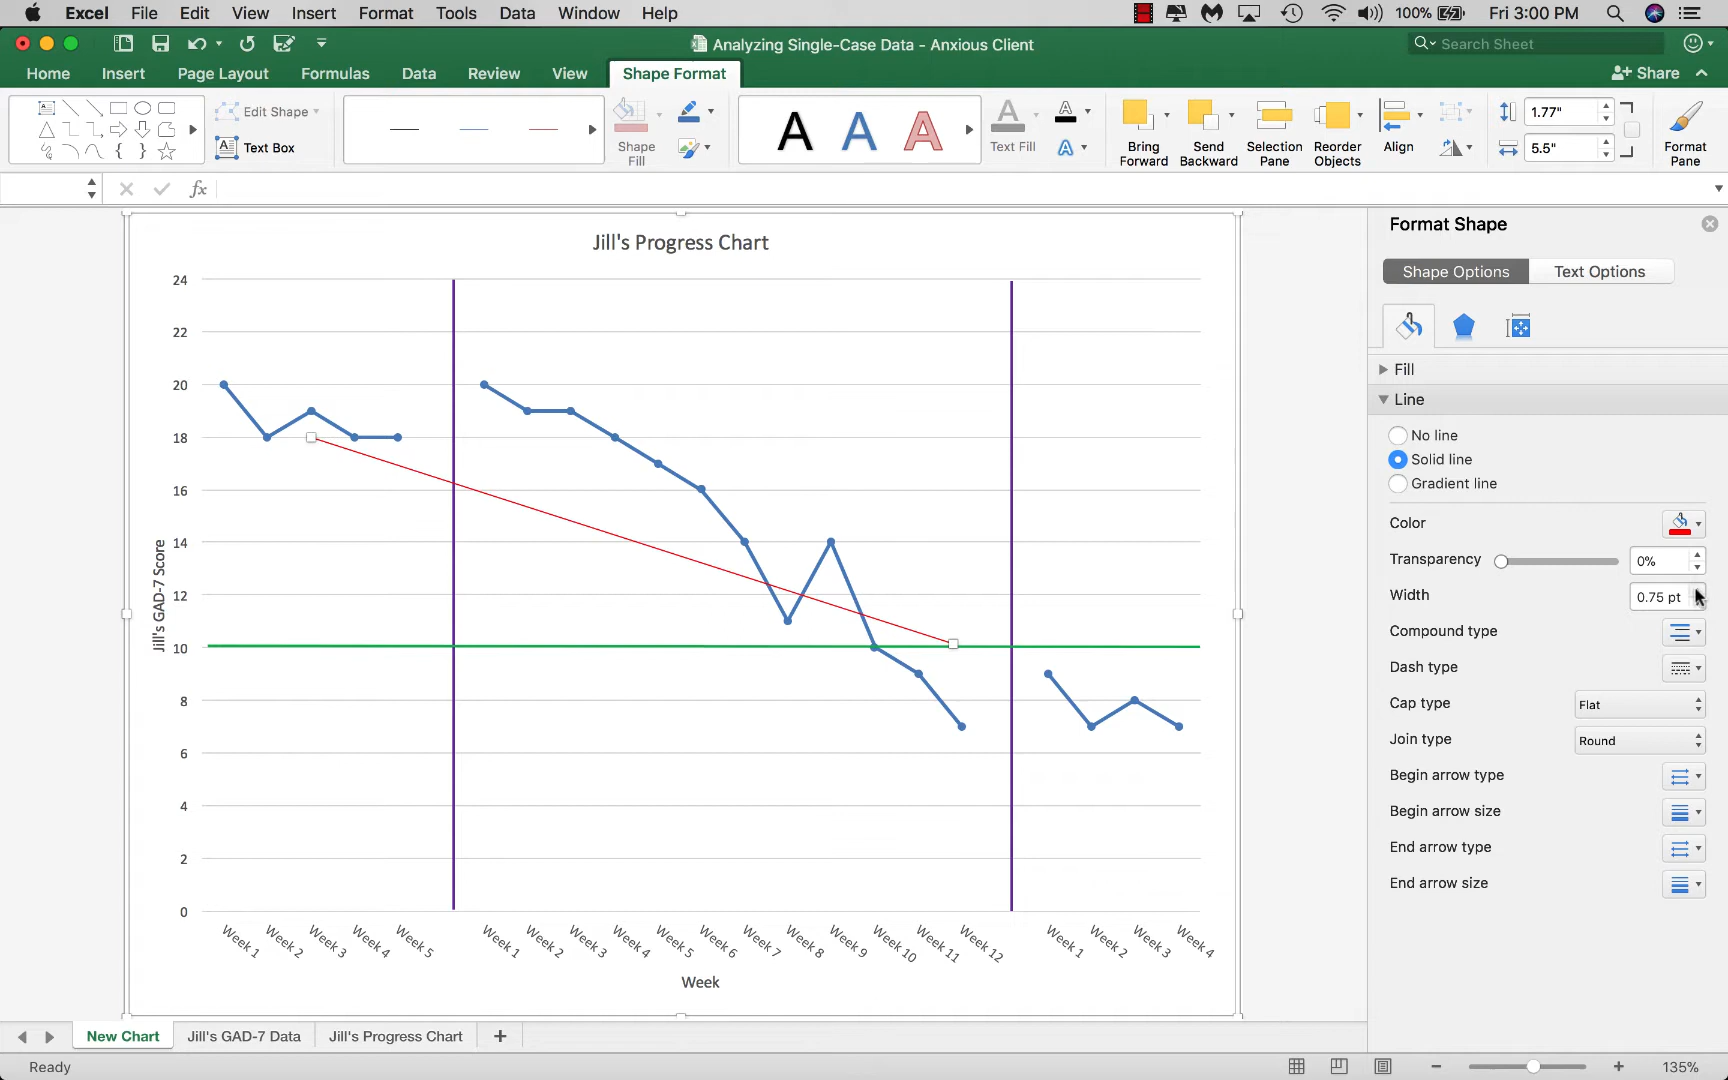 Excel File Edit View Insert Format Tools Data Window Help 100% Fri 3:00 PM
Analyzing Single-Case Data - Anxious Client Search Sheet
Home Insert Page Layout Formulas Data Review View Shape Format Share
Edit Shape
Text Box
Shape Fill
A A A
Text Fill
Bring Forward
Send Backward
Selection Pane
Reorder Objects
Align
1.77"
5.5"
Format Pane
fx
Jill's Progress Chart
24
22
20
18
16
14
12
10
8
6
4
2
0
Jill's GAD-7 Score
Week 1 Week 2 Week 3 Week 4 Week 5 Week 1 Week 2 Week 3 Week 4 Week 5 Week 6 Week 7 Week 8 Week 9 Week 10 Week 11 Week 12 Week 1 Week 2 Week 3 Week 4
Week
Format Shape
Shape Options Text Options
Fill
Line
No line
Solid line
Gradient line
Color
Transparency 0%
Width 0.75 pt
Compound type
Dash type
Cap type Flat
Join type Round
Begin arrow type
Begin arrow size
End arrow type
End arrow size
New Chart Jill's GAD-7 Data Jill's Progress Chart +
Ready 135%